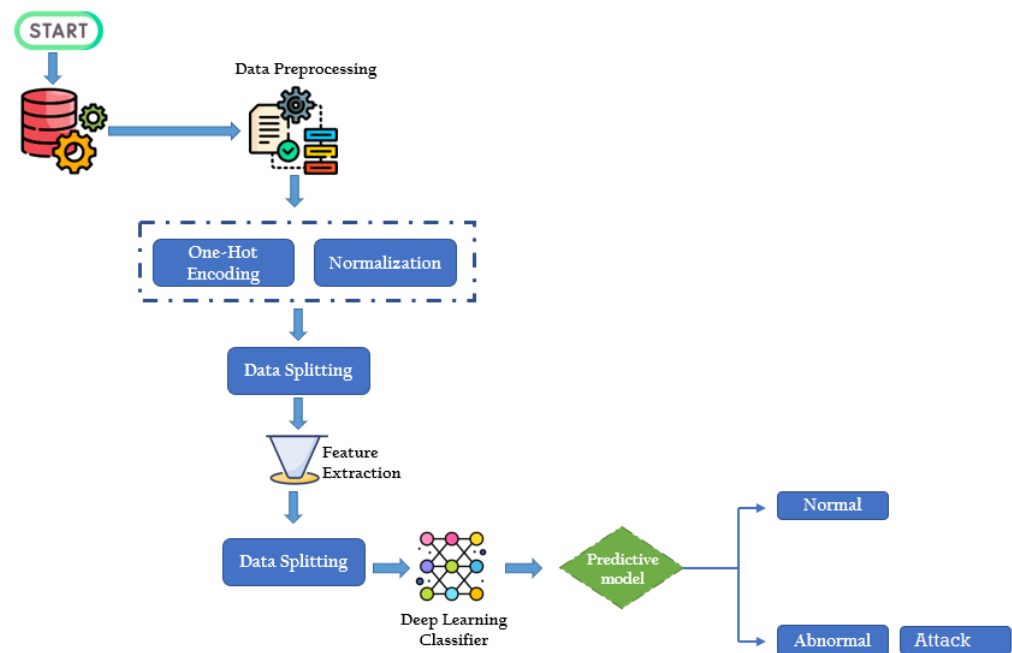 START
Data Preprocessing
One-Hot
Encoding
Normalization
Data Splitting
Feature
Extraction
Data Splitting
Deep Learning
Classifier
Predictive
model
Normal
Abnormal
Attack